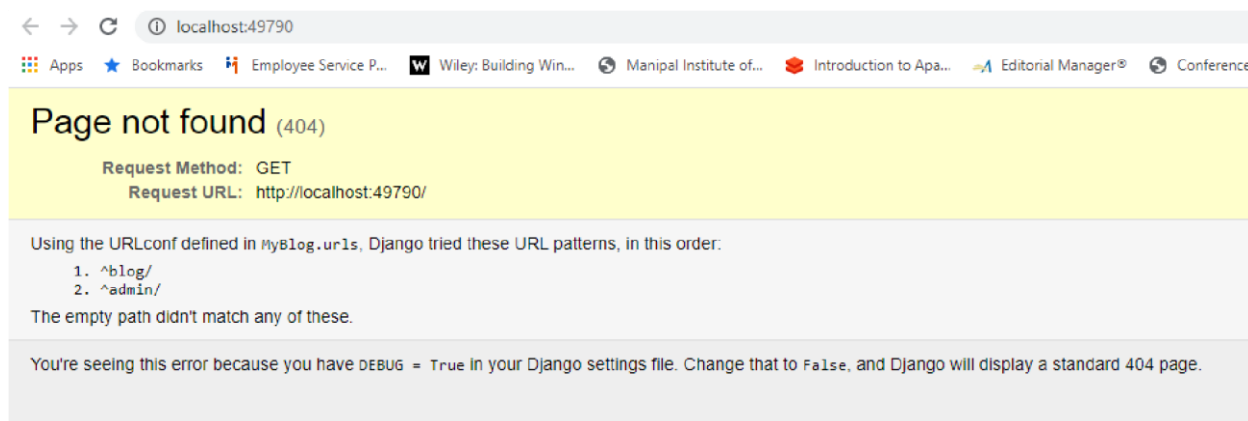 localhost:49790
Apps Bookmarks Employee Service P... Wiley: Building Win... Manipal Institute of... Introduction to Apa... Editorial Manager® Conference
Page not found (404)
Request Method: GET
Request URL: http://localhost:49790/
Using the URLconf defined in MyBlog.urls, Django tried these URL patterns, in this order:
1. ^blog/
2. ^admin/
The empty path didn't match any of these.
You're seeing this error because you have DEBUG = True in your Django settings file. Change that to False, and Django will display a standard 404 page.